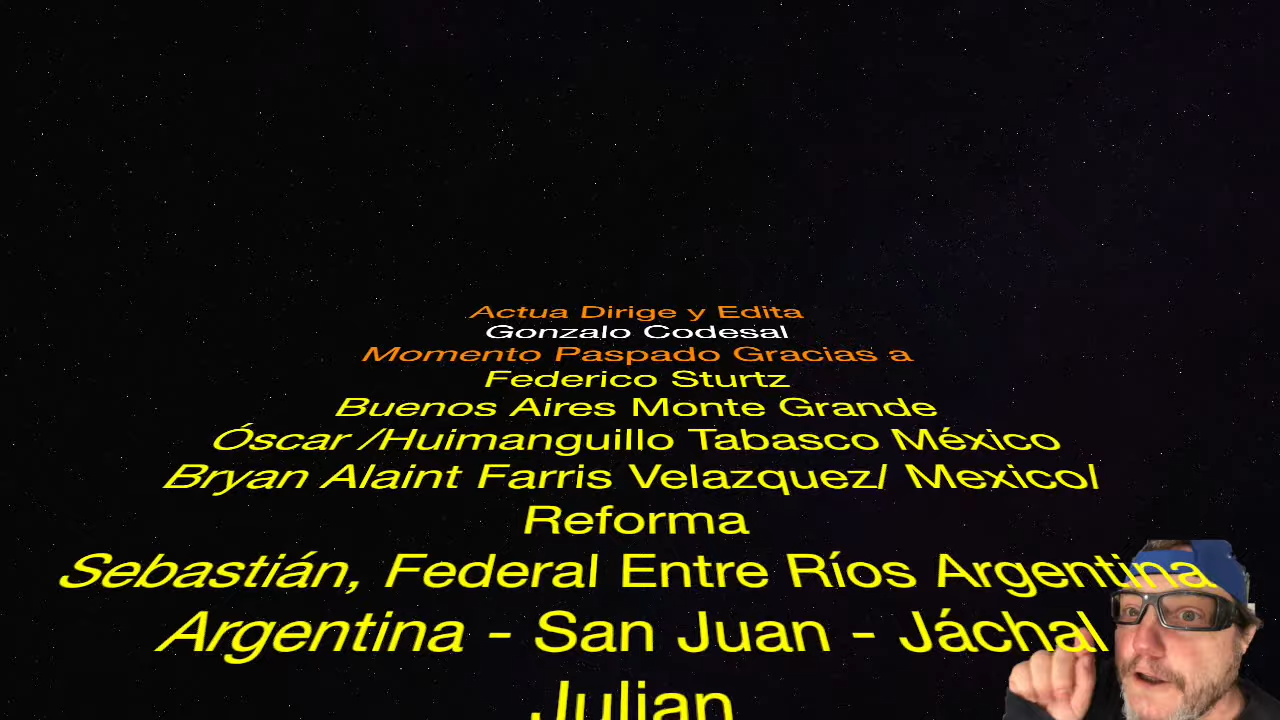 Actua Dirige y Edita
Gonzalo Codesal
Momento Paspado Gracias a
Federico Sturtz
Buenos Aires Monte Grande
Óscar /Huimanguillo Tabasco México
Bryan Alaint Farris Velazquez/ Mexico/
Reforma
Sebastián, Federal Entre Ríos Argentina
Argentina - San Juan - Jáchal
Julian